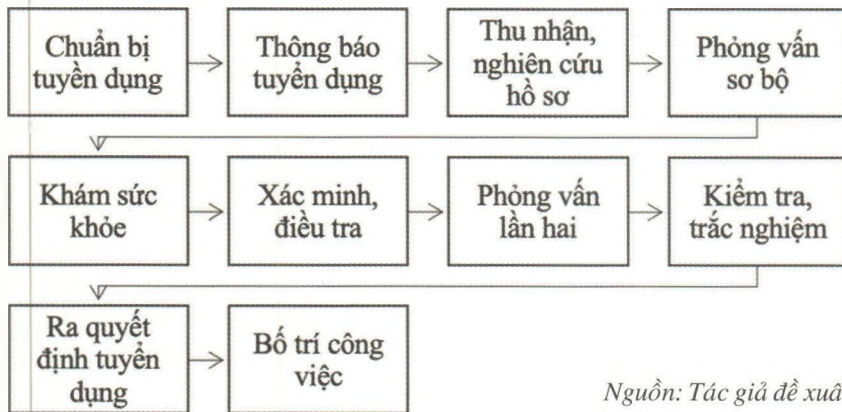 Chuẩn bị
tuyển dụng
Thông báo
tuyển dụng
Thu nhận,
nghiên cứu
hồ sơ
Phỏng vấn
sơ bộ
Khám sức
khỏe
Xác minh,
điều tra
Phỏng vấn
lần hai
Kiểm tra,
trắc nghiệm
Ra quyết
định tuyển
dụng
Bố trí công
việc
Nguồn: Tác giả đề xuấ